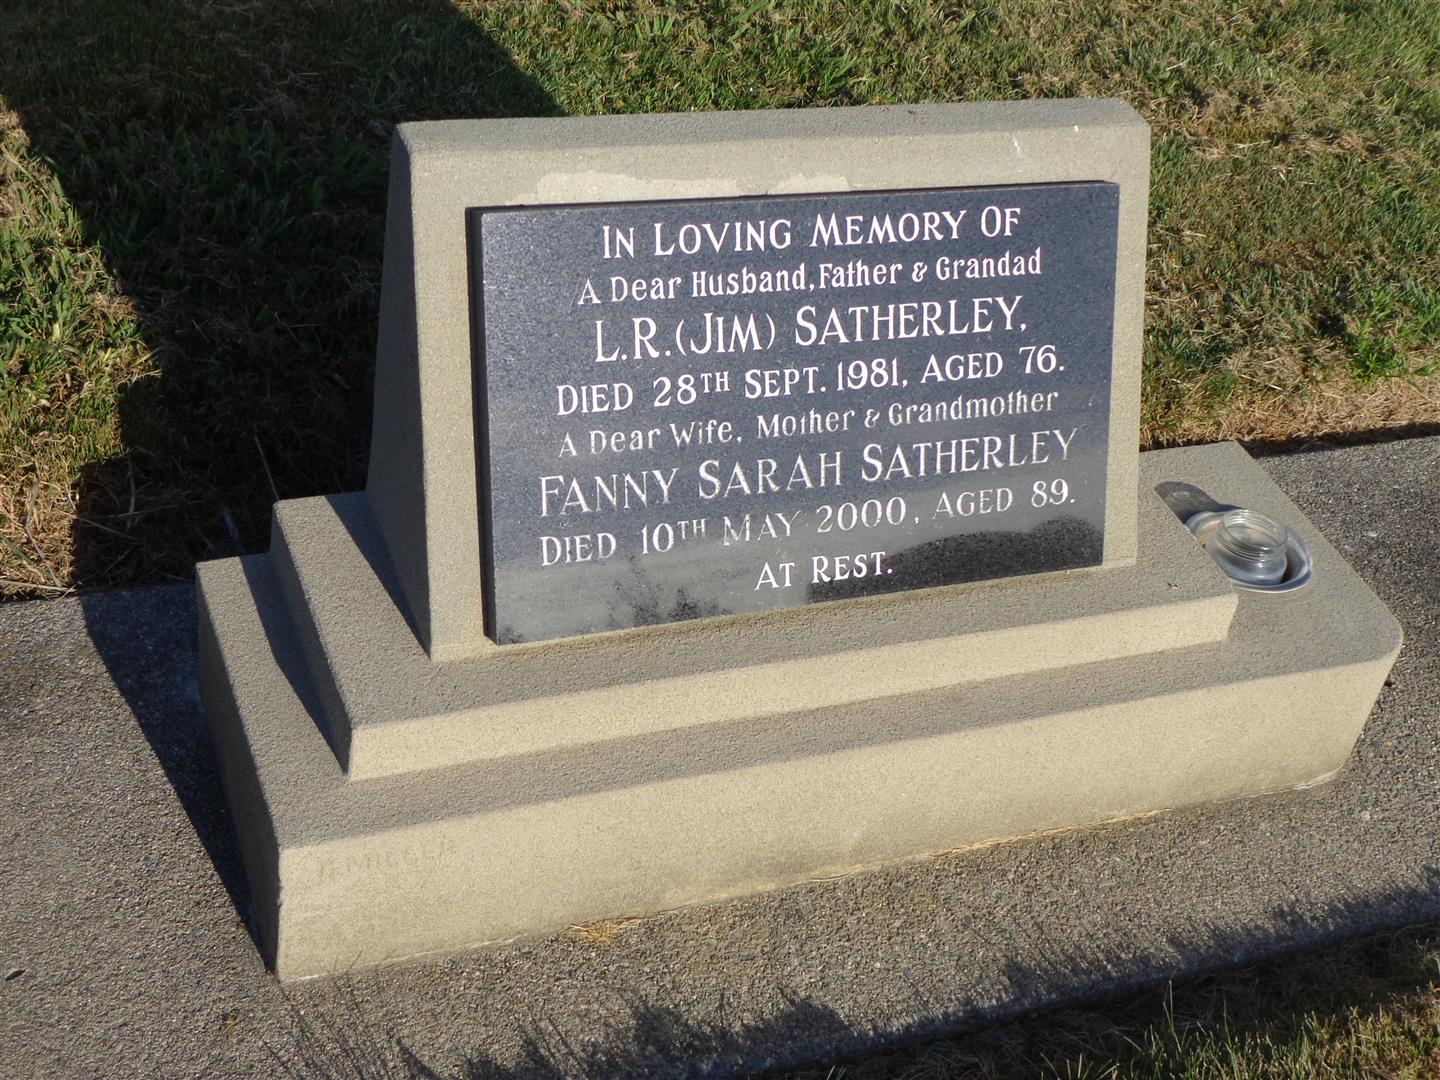 IN LOVING MEMORY OF
A Dear Husband, Father & Grandad
L.R. (JIM) SATHERLEY,
DIED 28TH SEPT. 1981, AGED 76.
A Dear Wife, Mother & Grandmother
FANNY SARAH SATHERLEY
DIED 10TH MAY 2000, AGED 89.
AT REST.